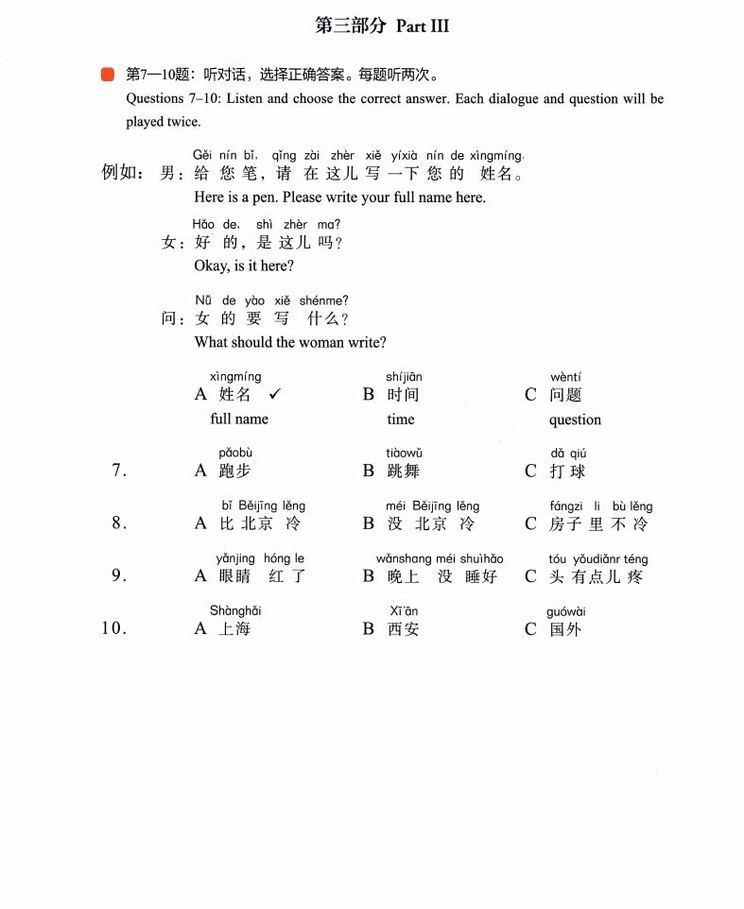 第三部分 Part III
第7—10题：听对话，选择正确答案。每题听两次。
Questions 7–10: Listen and choose the correct answer. Each dialogue and question will be
played twice.
Gěi nín bǐ, qǐng zài zhèr xiě yíxià nín de xìngmíng.
例如： 男：给 您 笔，请 在 这儿 写 一下 您 的 姓名。
Here is a pen. Please write your full name here.
Hǎo de, shì zhèr ma?
女：好 的，是 这儿 吗？
Okay, is it here?
Nǚ de yào xiě shénme?
问：女 的 要 写 什么？
What should the woman write?
xìngmíng shíjiān wèntí
A 姓名 ✓ B 时间 C 问题
full name time question
pǎobù tiàowǔ dǎ qiú
7. A 跑步 B 跳舞 C 打 球
bǐ Běijīng lěng méi Běijīng lěng fángzi li bù lěng
8. A 比 北京 冷 B 没 北京 冷 C 房子 里 不 冷
yǎnjing hóng le wǎnshang méi shuìhǎo tóu yǒudiǎnr téng
9. A 眼睛 红 了 B 晚上 没 睡好 C 头 有点儿 疼
Shànghǎi Xī'ān guówài
10. A 上海 B 西安 C 国外